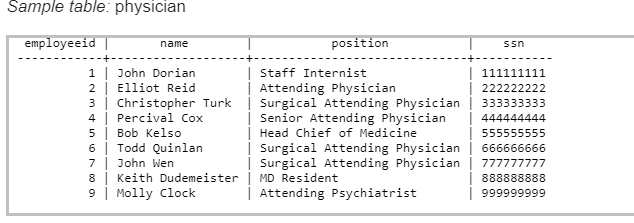 Sample table: physician
employeeid | name | position | ssn
------------+--------------------+------------------------------+-----------
1 | John Dorian | Staff Internist | 111111111
2 | Elliot Reid | Attending Physician | 222222222
3 | Christopher Turk | Surgical Attending Physician | 333333333
4 | Percival Cox | Senior Attending Physician | 444444444
5 | Bob Kelso | Head Chief of Medicine | 555555555
6 | Todd Quinlan | Surgical Attending Physician | 666666666
7 | John Wen | Surgical Attending Physician | 777777777
8 | Keith Dudemeister | MD Resident | 888888888
9 | Molly Clock | Attending Psychiatrist | 999999999